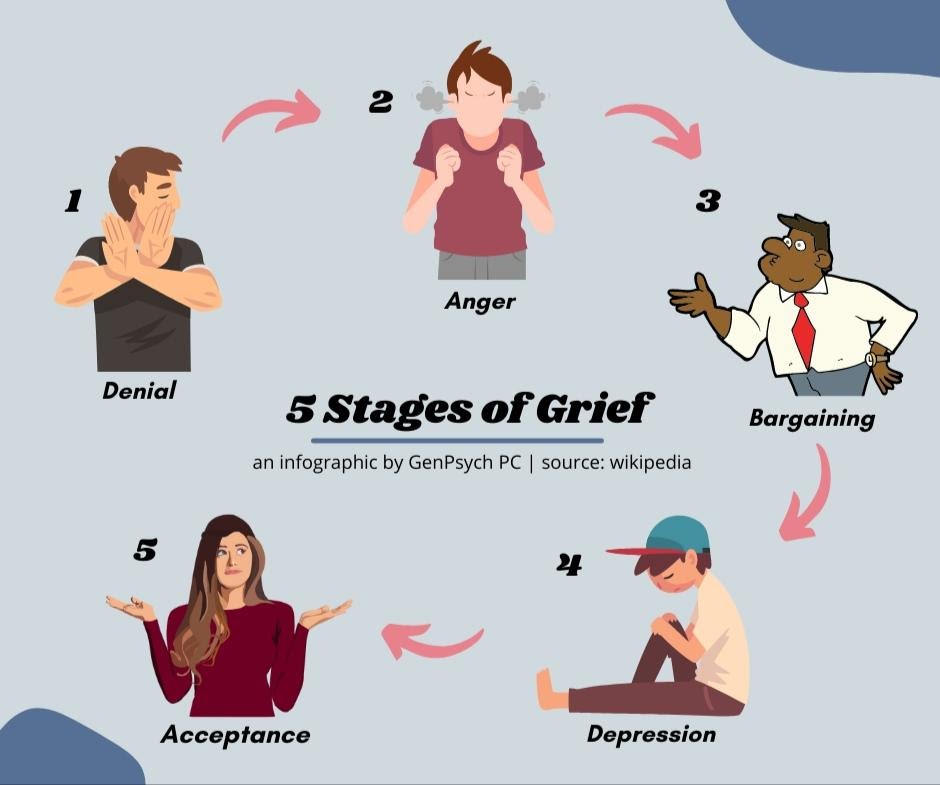 1
Denial
2
Anger
3
Bargaining
5 Stages of Grief
an infographic by GenPsych PC | source: wikipedia
4
Depression
5
Acceptance